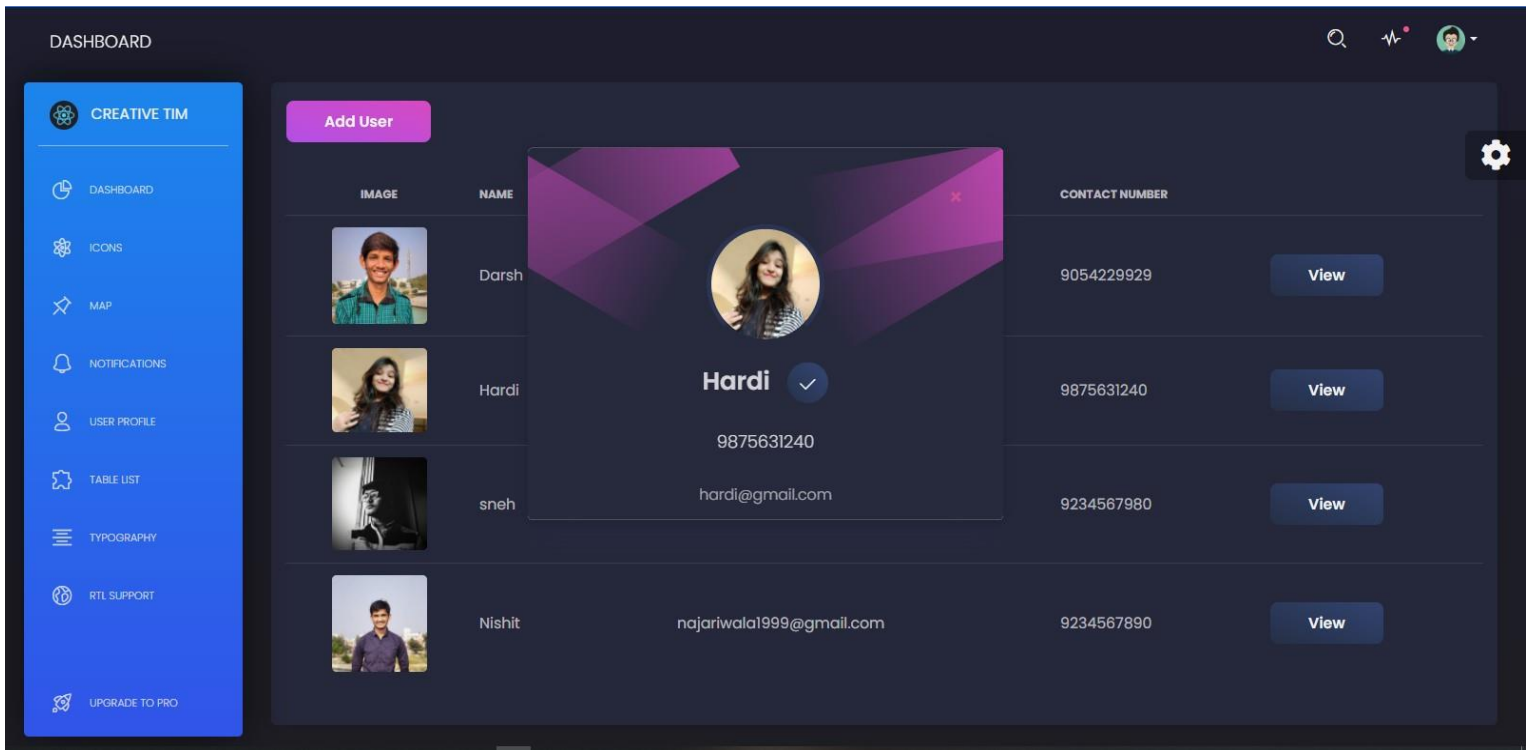 DASHBOARD
CREATIVE TIM
DASHBOARD
ICONS
MAP
NOTIFICATIONS
USER PROFILE
TABLE LIST
TYPOGRAPHY
RTL SUPPORT
UPGRADE TO PRO
Add User
IMAGE NAME CONTACT NUMBER
Darsh 9054229929 View
Hardi 9875631240 View
sneh 9234567980 View
Nishit najariwala1999@gmail.com 9234567890 View
Hardi
9875631240
hardi@gmail.com